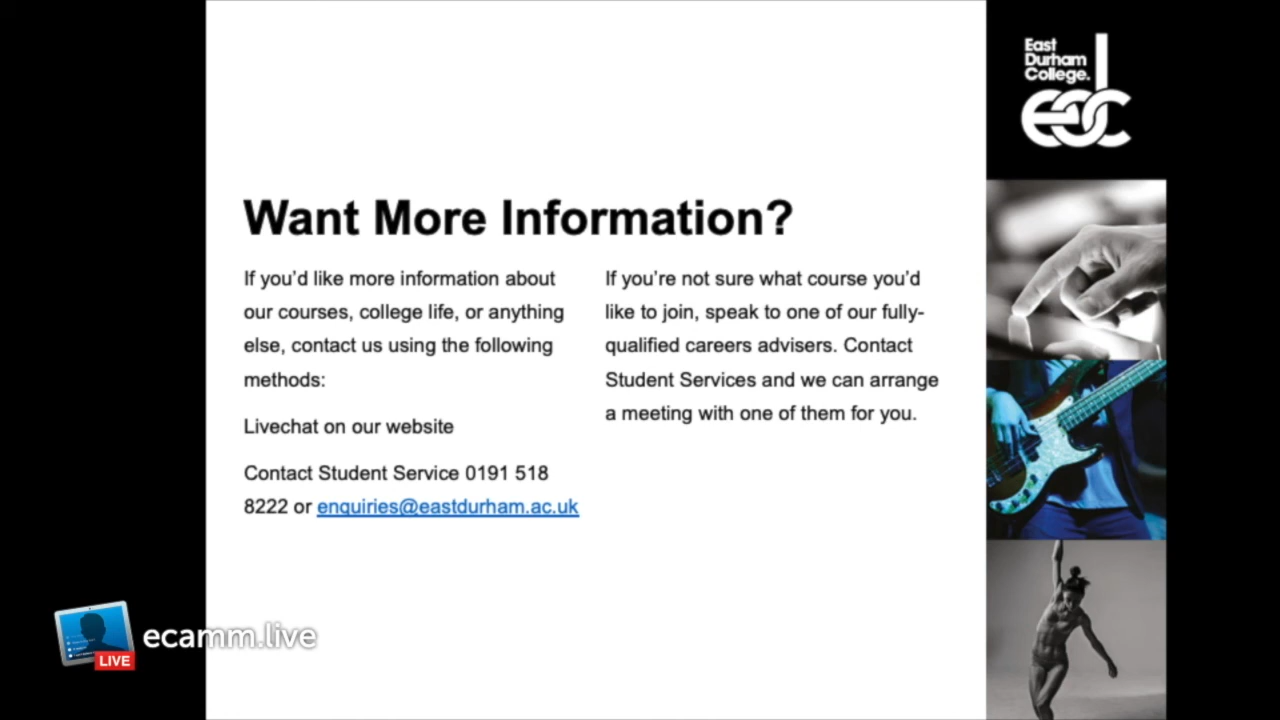 East
Durham
College.
edc
Want More Information?
If you’d like more information about
our courses, college life, or anything
else, contact us using the following
methods:
Livechat on our website
Contact Student Service 0191 518
8222 or enquiries@eastdurham.ac.uk
If you’re not sure what course you’d
like to join, speak to one of our fully-
qualified careers advisers. Contact
Student Services and we can arrange
a meeting with one of them for you.
ecamm.live
LIVE